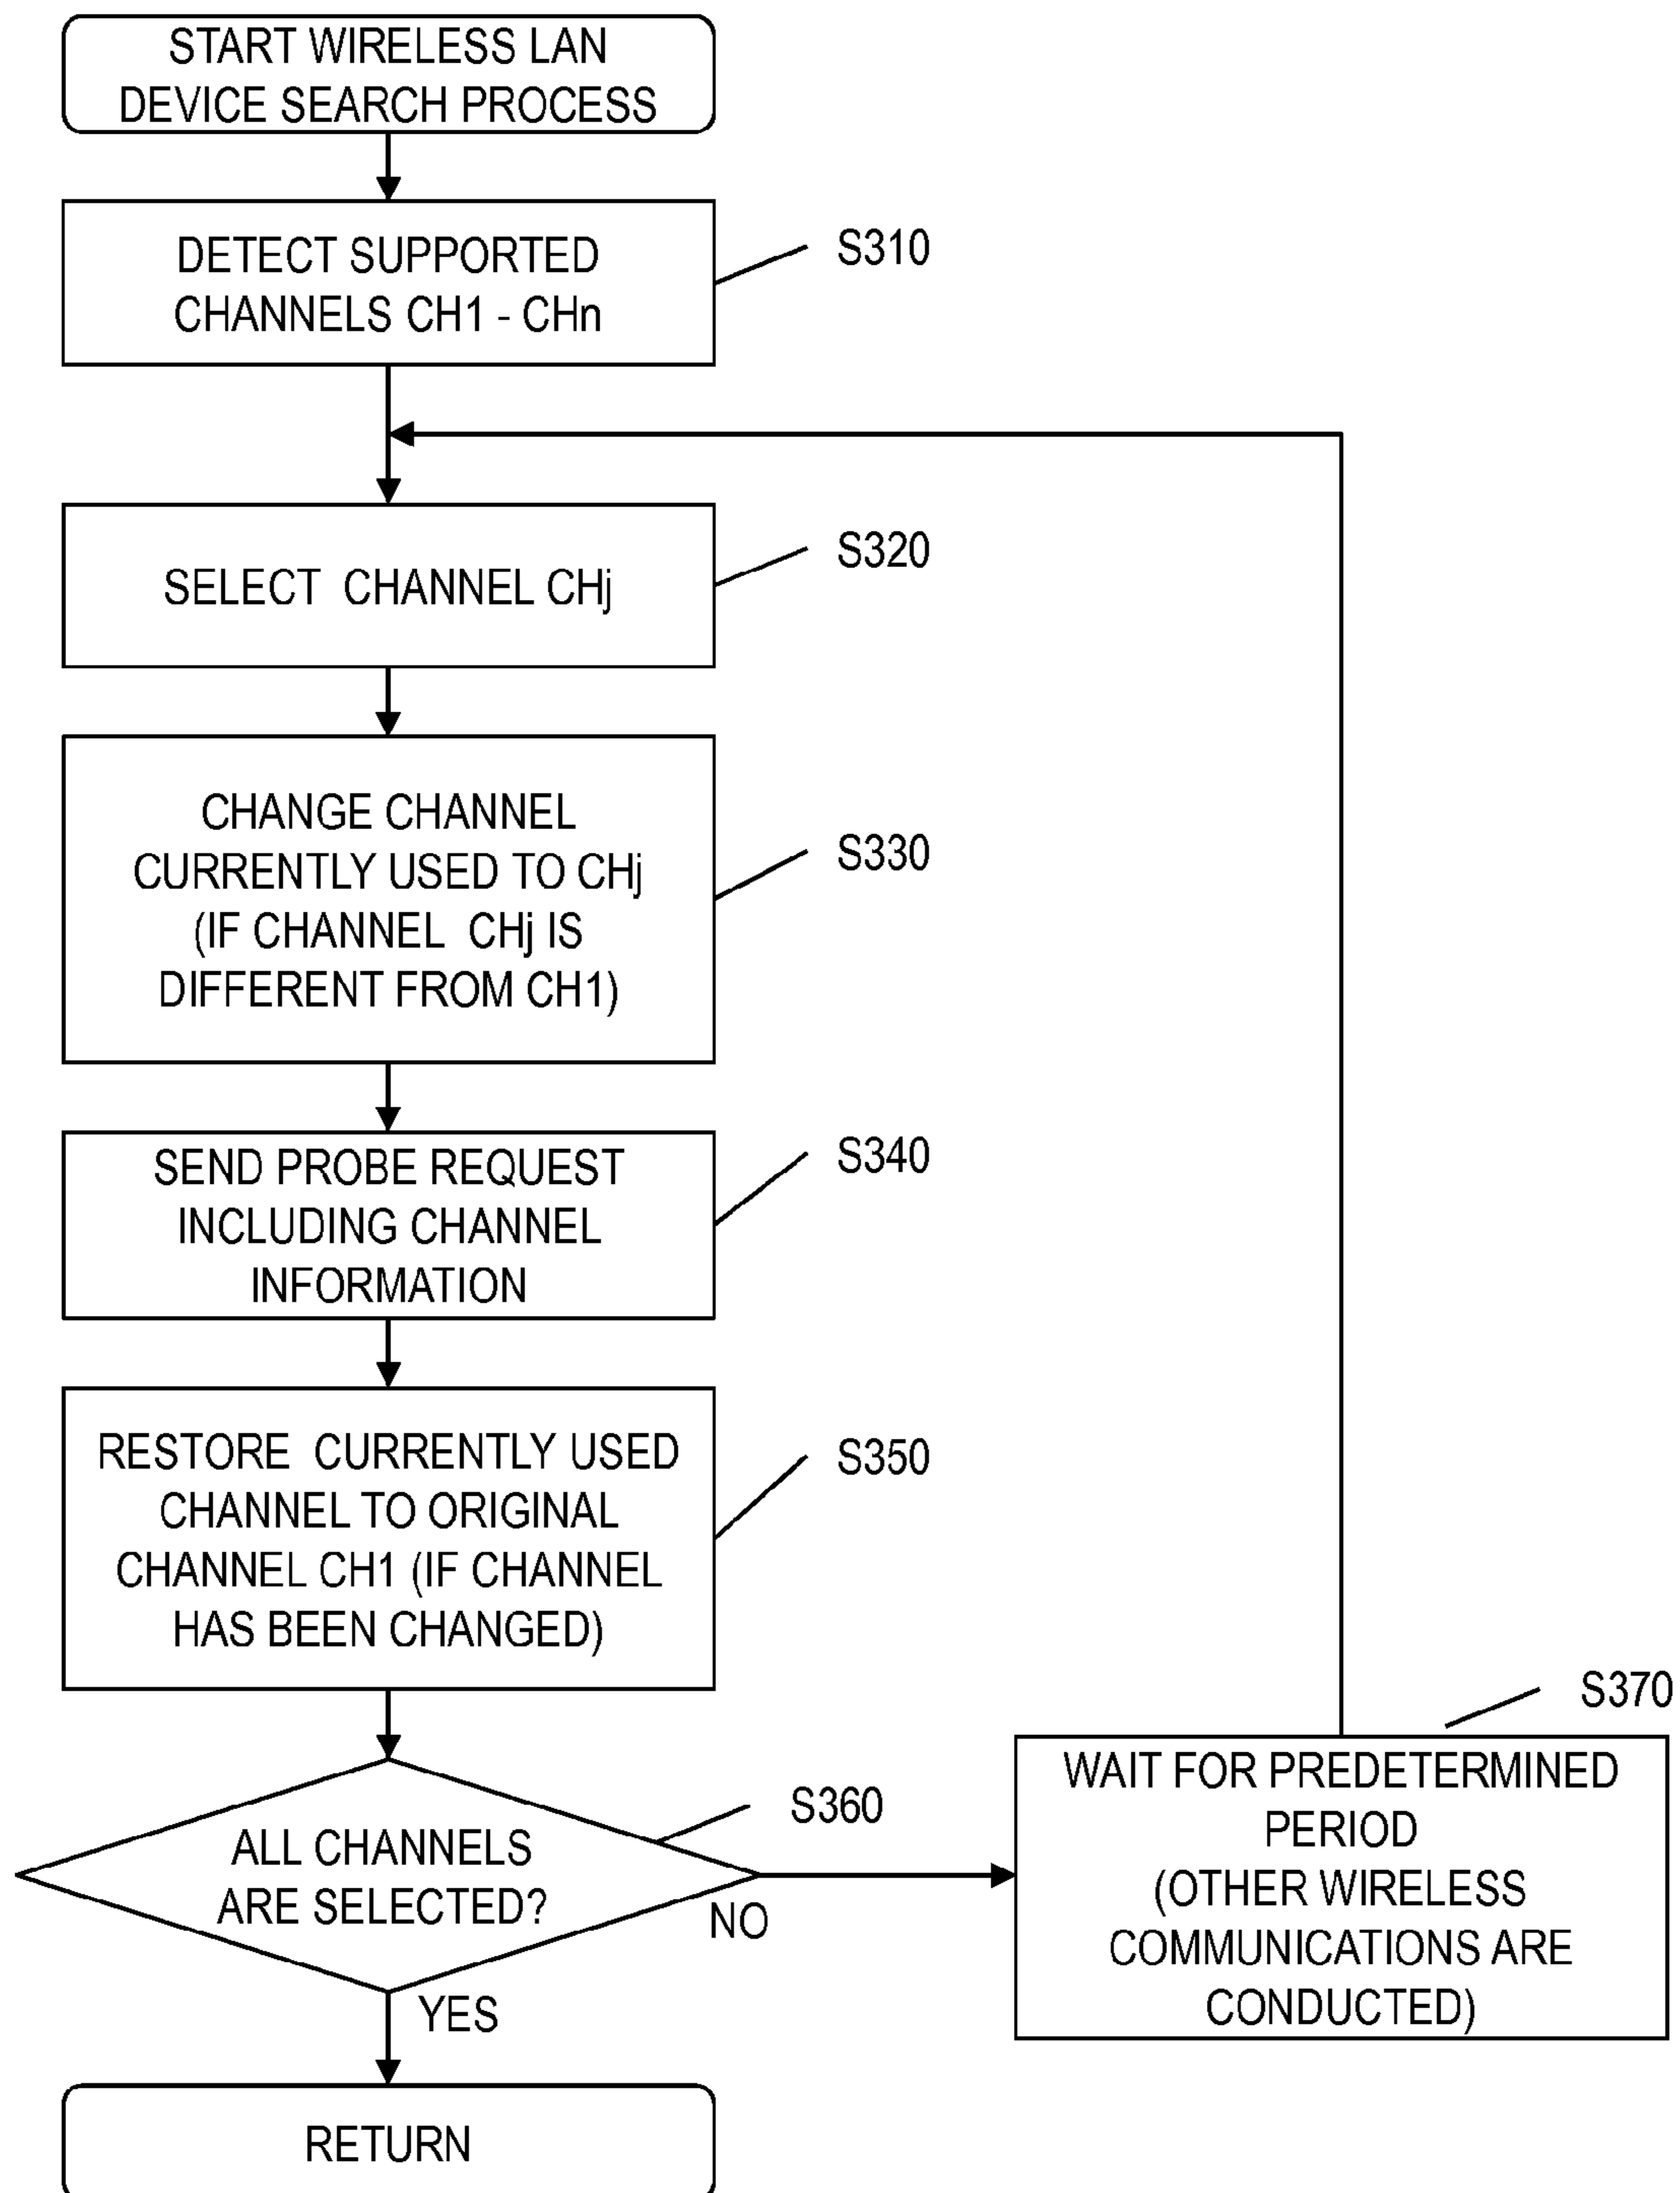 START WIRELESS LAN
DEVICE SEARCH PROCESS
DETECT SUPPORTED
CHANNELS CH1 - CHn
S310
SELECT CHANNEL CHj
S320
CHANGE CHANNEL
CURRENTLY USED TO CHj
(IF CHANNEL CHj IS
DIFFERENT FROM CH1)
S330
SEND PROBE REQUEST
INCLUDING CHANNEL
INFORMATION
S340
RESTORE CURRENTLY USED
CHANNEL TO ORIGINAL
CHANNEL CH1 (IF CHANNEL
HAS BEEN CHANGED)
S350
ALL CHANNELS
ARE SELECTED?
S360
NO
YES
S370
WAIT FOR PREDETERMINED
PERIOD
(OTHER WIRELESS
COMMUNICATIONS ARE
CONDUCTED)
RETURN